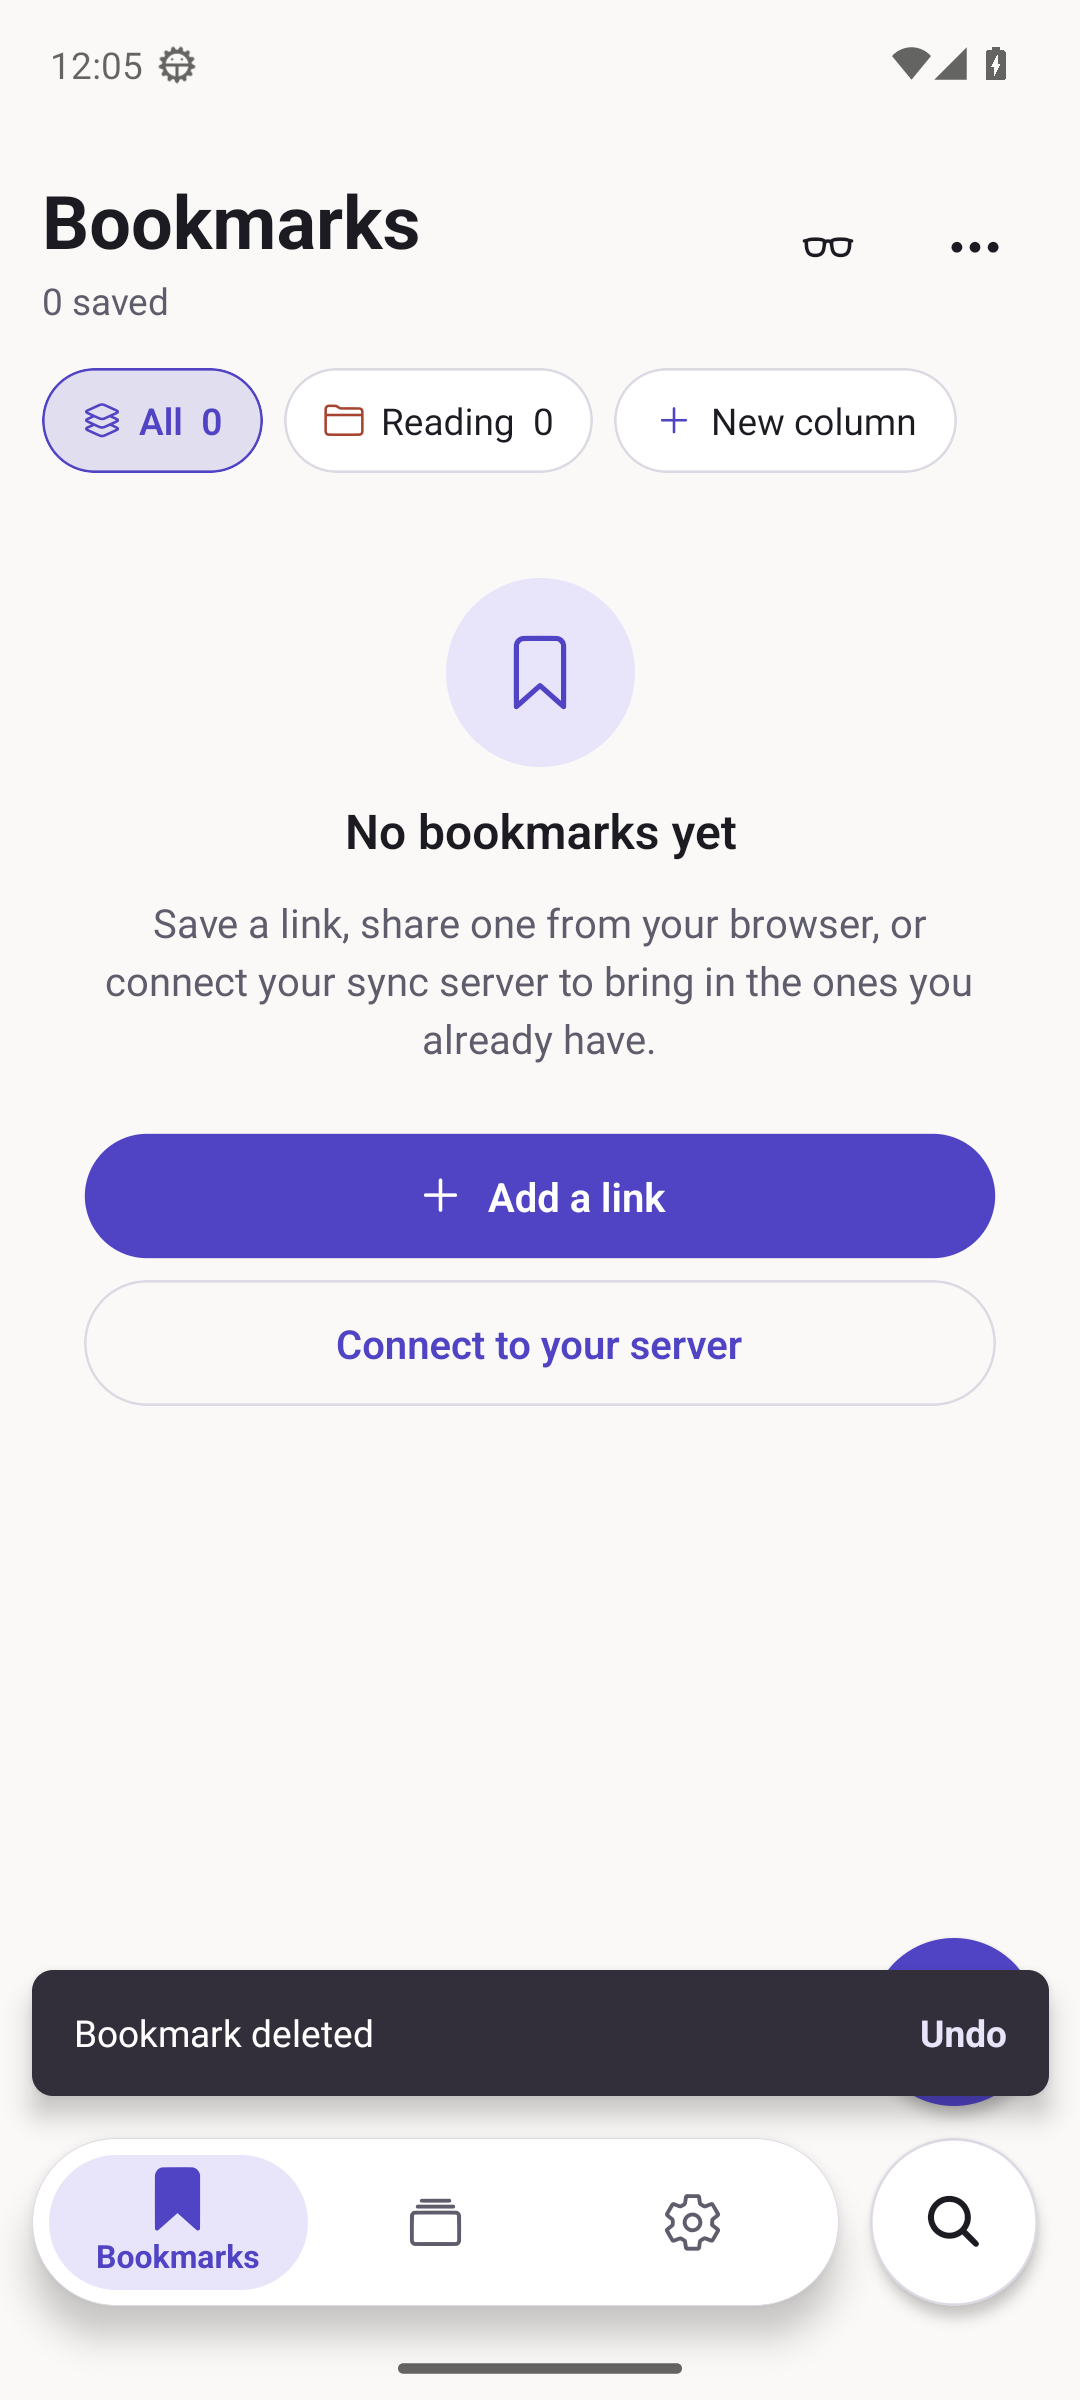 12:05
Bookmarks
0 saved
All 0
Reading 0
New column
No bookmarks yet
Save a link, share one from your browser, or
connect your sync server to bring in the ones you
already have.
Add a link
Connect to your server
Bookmark deleted
Undo
Bookmarks